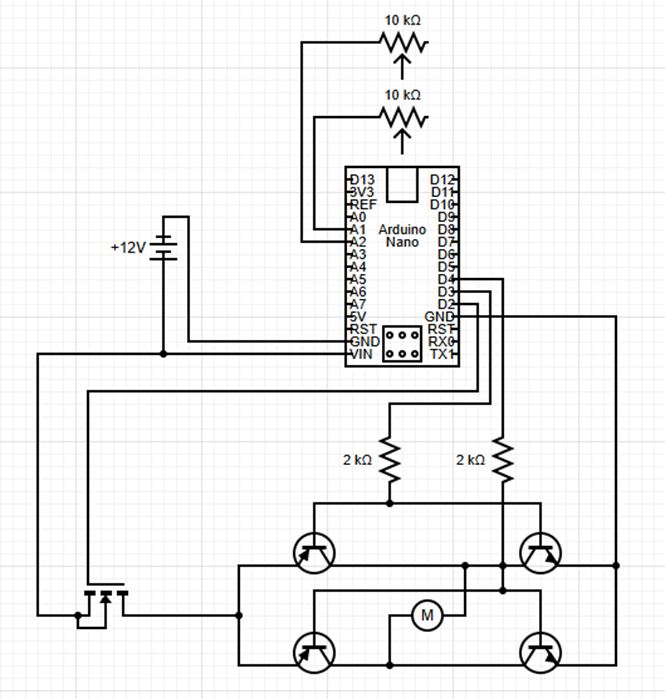 10 kΩ
10 kΩ
D13
3V3
REF
A0
A1
A2
A3
A4
A5
A6
A7
5V
RST
GND
VIN
Arduino
Nano
D12
D11
D10
D9
D8
D7
D6
D5
D4
D3
D2
GND
RST
RX0
TX1
+12V
2 kΩ
2 kΩ
M